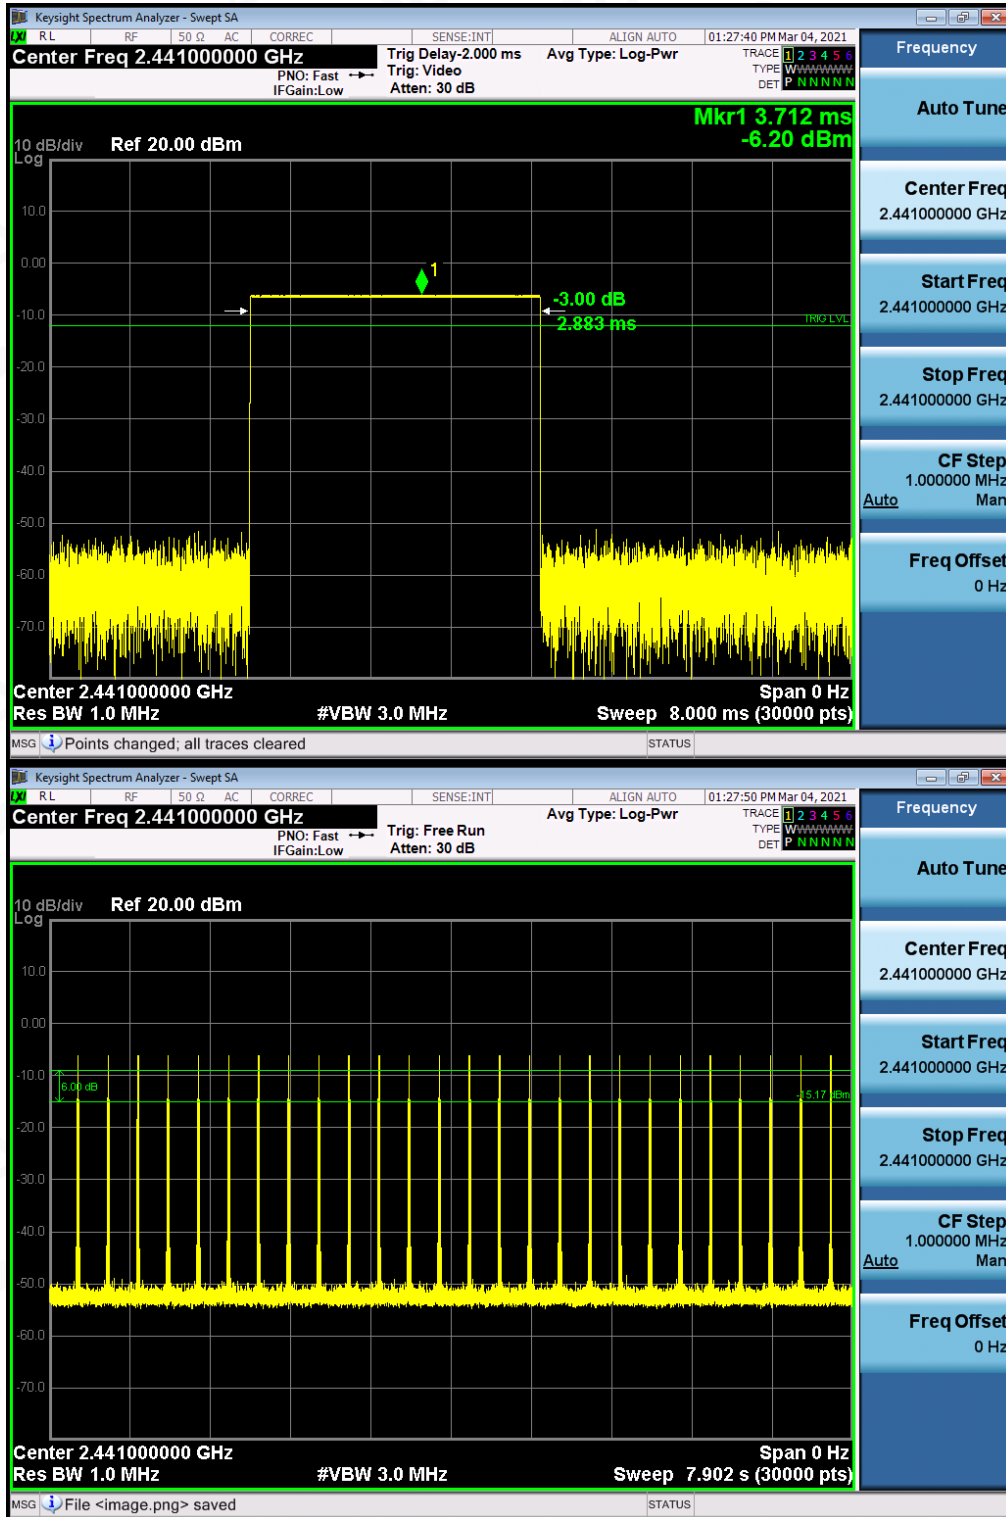 Keysight Spectrum Analyzer - Swept SA
LXI RL RF 50 Ω AC CORREC SENSE:INT ALIGN AUTO 01:27:40 PM Mar 04, 2021
Center Freq 2.441000000 GHz
PNO: Fast
IFGain:Low
Trig Delay-2.000 ms
Trig: Video
Atten: 30 dB
Avg Type: Log-Pwr
TRACE 1 2 3 4 5 6
TYPE WWWWWW
DET P N N N N N
Mkr1 3.712 ms
-6.20 dBm
10 dB/div Ref 20.00 dBm
Log
10.0
0.00
1
-3.00 dB
-10.0
2.883 ms
TRIG LVL
-20.0
-30.0
-40.0
-50.0
-60.0
-70.0
Center 2.441000000 GHz Span 0 Hz
Res BW 1.0 MHz #VBW 3.0 MHz Sweep 8.000 ms (30000 pts)
MSG Points changed; all traces cleared STATUS
Frequency
Auto Tune
Center Freq
2.441000000 GHz
Start Freq
2.441000000 GHz
Stop Freq
2.441000000 GHz
CF Step
1.000000 MHz
Auto Man
Freq Offset
0 Hz
Keysight Spectrum Analyzer - Swept SA
LXI RL RF 50 Ω AC CORREC SENSE:INT ALIGN AUTO 01:27:50 PM Mar 04, 2021
Center Freq 2.441000000 GHz
PNO: Fast
IFGain:Low
Trig: Free Run
Atten: 30 dB
Avg Type: Log-Pwr
TRACE 1 2 3 4 5 6
TYPE WWWWWW
DET P N N N N N
10 dB/div Ref 20.00 dBm
Log
10.0
0.00
-10.0
6.00 dB
-15.17 dBm
-20.0
-30.0
-40.0
-50.0
-60.0
-70.0
Center 2.441000000 GHz Span 0 Hz
Res BW 1.0 MHz #VBW 3.0 MHz Sweep 7.902 s (30000 pts)
MSG File <image.png> saved STATUS
Frequency
Auto Tune
Center Freq
2.441000000 GHz
Start Freq
2.441000000 GHz
Stop Freq
2.441000000 GHz
CF Step
1.000000 MHz
Auto Man
Freq Offset
0 Hz